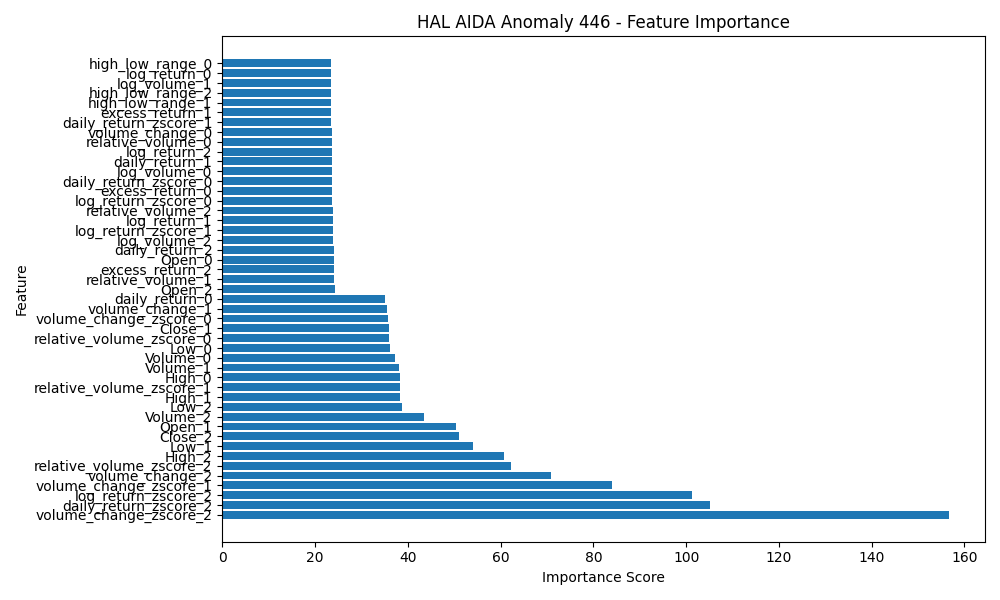 HAL AIDA Anomaly 446 - Feature Importance
high_low_range_0
log_return_0
log_volume_1
high_low_range_2
high_low_range_1
excess_return_1
daily_return_zscore_1
volume_change_0
relative_volume_0
log_return_2
daily_return_1
log_volume_0
daily_return_zscore_0
excess_return_0
log_return_zscore_0
relative_volume_2
log_return_1
log_return_zscore_1
log_volume_2
daily_return_2
Open_0
excess_return_2
relative_volume_1
Open_2
daily_return_0
volume_change_1
volume_change_zscore_0
Close_1
relative_volume_zscore_0
Low_0
Volume_0
Volume_1
High_0
relative_volume_zscore_1
High_1
Low_2
Volume_2
Open_1
Close_2
Low_1
High_2
relative_volume_zscore_2
volume_change_2
volume_change_zscore_1
log_return_zscore_2
daily_return_zscore_2
volume_change_zscore_2
Feature
0 20 40 60 80 100 120 140 160
Importance Score